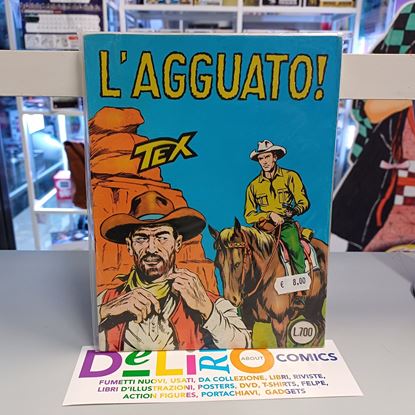 L'AGGUATO!
TEX
€ 8.00
L.700
DeLiRO ABOUT COMICS
FUMETTI NUOVI, USATI, DA COLLEZIONE, LIBRI, RIVISTE,
LIBRI D'ILLUSTRAZIONI, POSTERS, DVD, T-SHIRTS, FELPE,
ACTION FIGURES, PORTACHIAVI, GADGETS